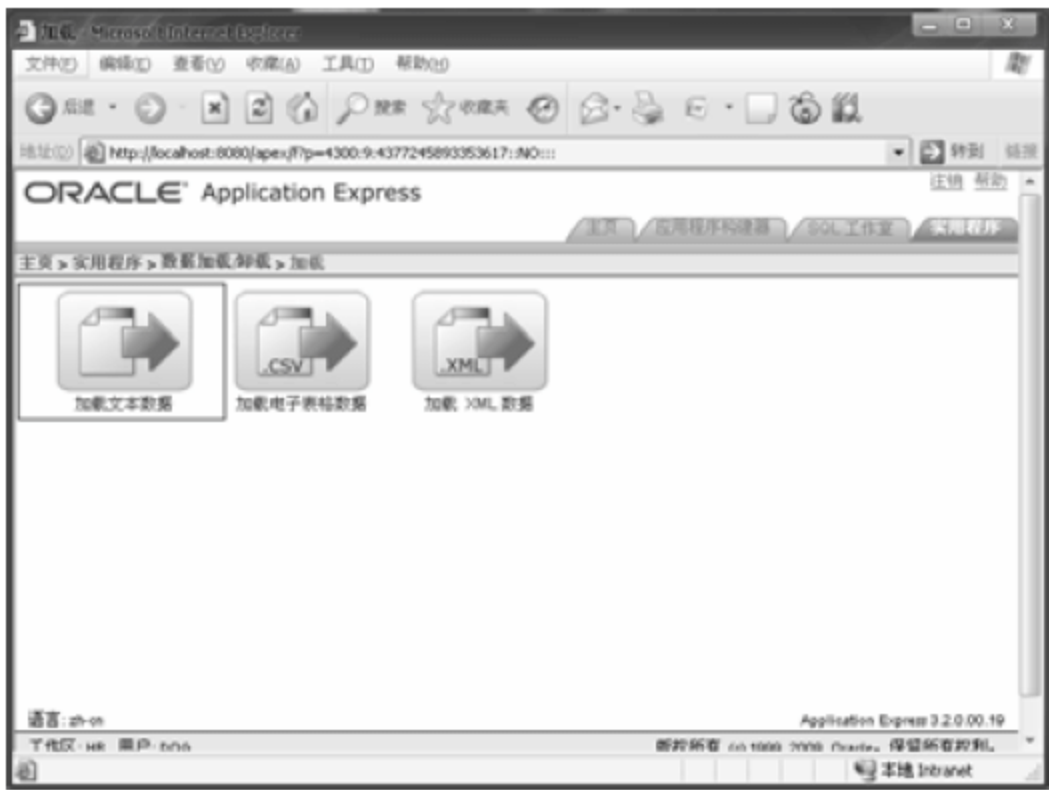 加载 - Microsoft Internet Explorer
文件(F) 编辑(E) 查看(V) 收藏(A) 工具(T) 帮助(H)
后退 搜索 收藏夹
地址(D) http://localhost:8080/apex/f?p=4300:9:4377245893353617::NO::: 转到 链接
ORACLE Application Express
注销 帮助
主页 应用程序构建器 SQL 工作室 实用程序
主页 > 实用程序 > 数据加载/卸载 > 加载
.CSV .XML
加载文本数据 加载电子表格数据 加载 XML 数据
语言: zh-cn
Application Express 3.2.0.00.19
工作区: HR 用户: DOG
版权所有 (c) 1999, 2009, Oracle。保留所有权利。
本地 Intranet